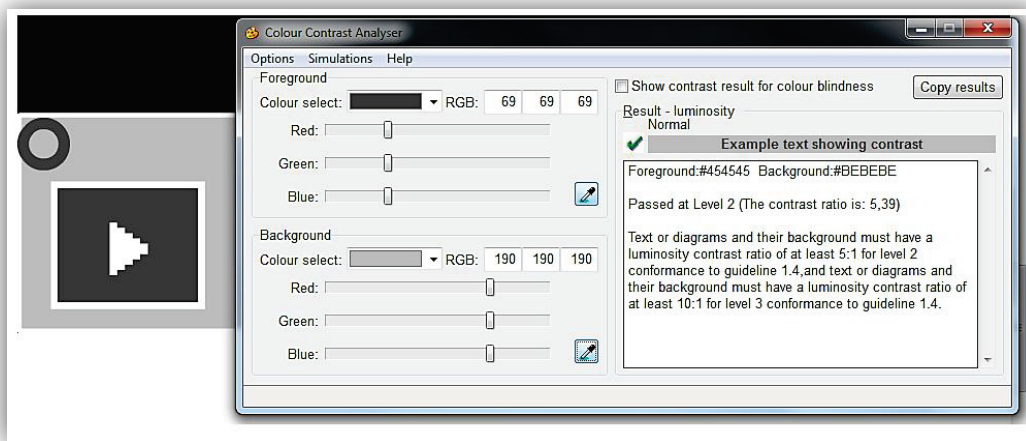 Colour Contrast Analyser
Options Simulations Help
Foreground
Colour select: RGB: 69 69 69
Red:
Green:
Blue:
Background
Colour select: RGB: 190 190 190
Red:
Green:
Blue:
Show contrast result for colour blindness
Copy results
Result - luminosity
Normal
Example text showing contrast
Foreground:#454545 Background:#BEBEBE
Passed at Level 2 (The contrast ratio is: 5,39)
Text or diagrams and their background must have a
luminosity contrast ratio of at least 5:1 for level 2
conformance to guideline 1.4,and text or diagrams and
their background must have a luminosity contrast ratio of
at least 10:1 for level 3 conformance to guideline 1.4.